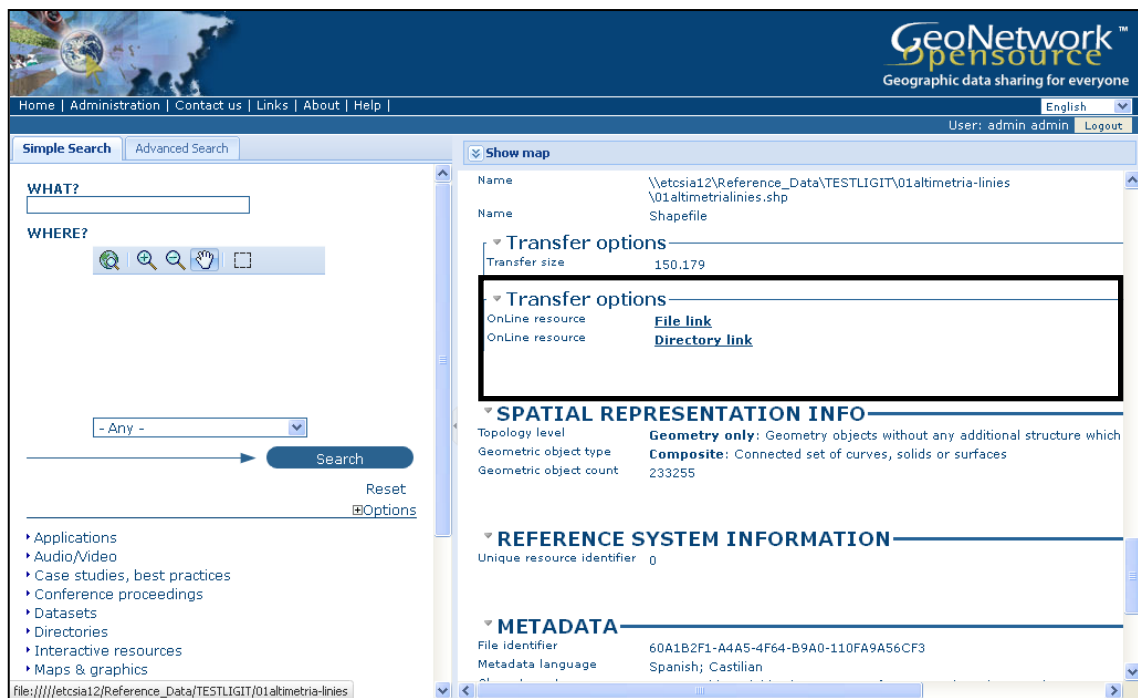 GeoNetwork™
Opensource
Geographic data sharing for everyone
Home | Administration | Contact us | Links | About | Help |
English
User: admin admin Logout
Simple Search Advanced Search
WHAT?
WHERE?
- Any -
Search
Reset
Options
Applications
Audio/Video
Case studies, best practices
Conference proceedings
Datasets
Directories
Interactive resources
Maps & graphics
file://///etcsia12/Reference_Data/TESTLIGIT/01altimetria-linies
Show map
Name \\etcsia12\Reference_Data\TESTLIGIT\01altimetria-linies
\01altimetrialinies.shp
Name Shapefile
Transfer options
Transfer size 150.179
Transfer options
OnLine resource File link
OnLine resource Directory link
SPATIAL REPRESENTATION INFO
Topology level Geometry only: Geometry objects without any additional structure which
Geometric object type Composite: Connected set of curves, solids or surfaces
Geometric object count 233255
REFERENCE SYSTEM INFORMATION
Unique resource identifier 0
METADATA
File identifier 60A1B2F1-A4A5-4F64-B9A0-110FA9A56CF3
Metadata language Spanish; Castilian